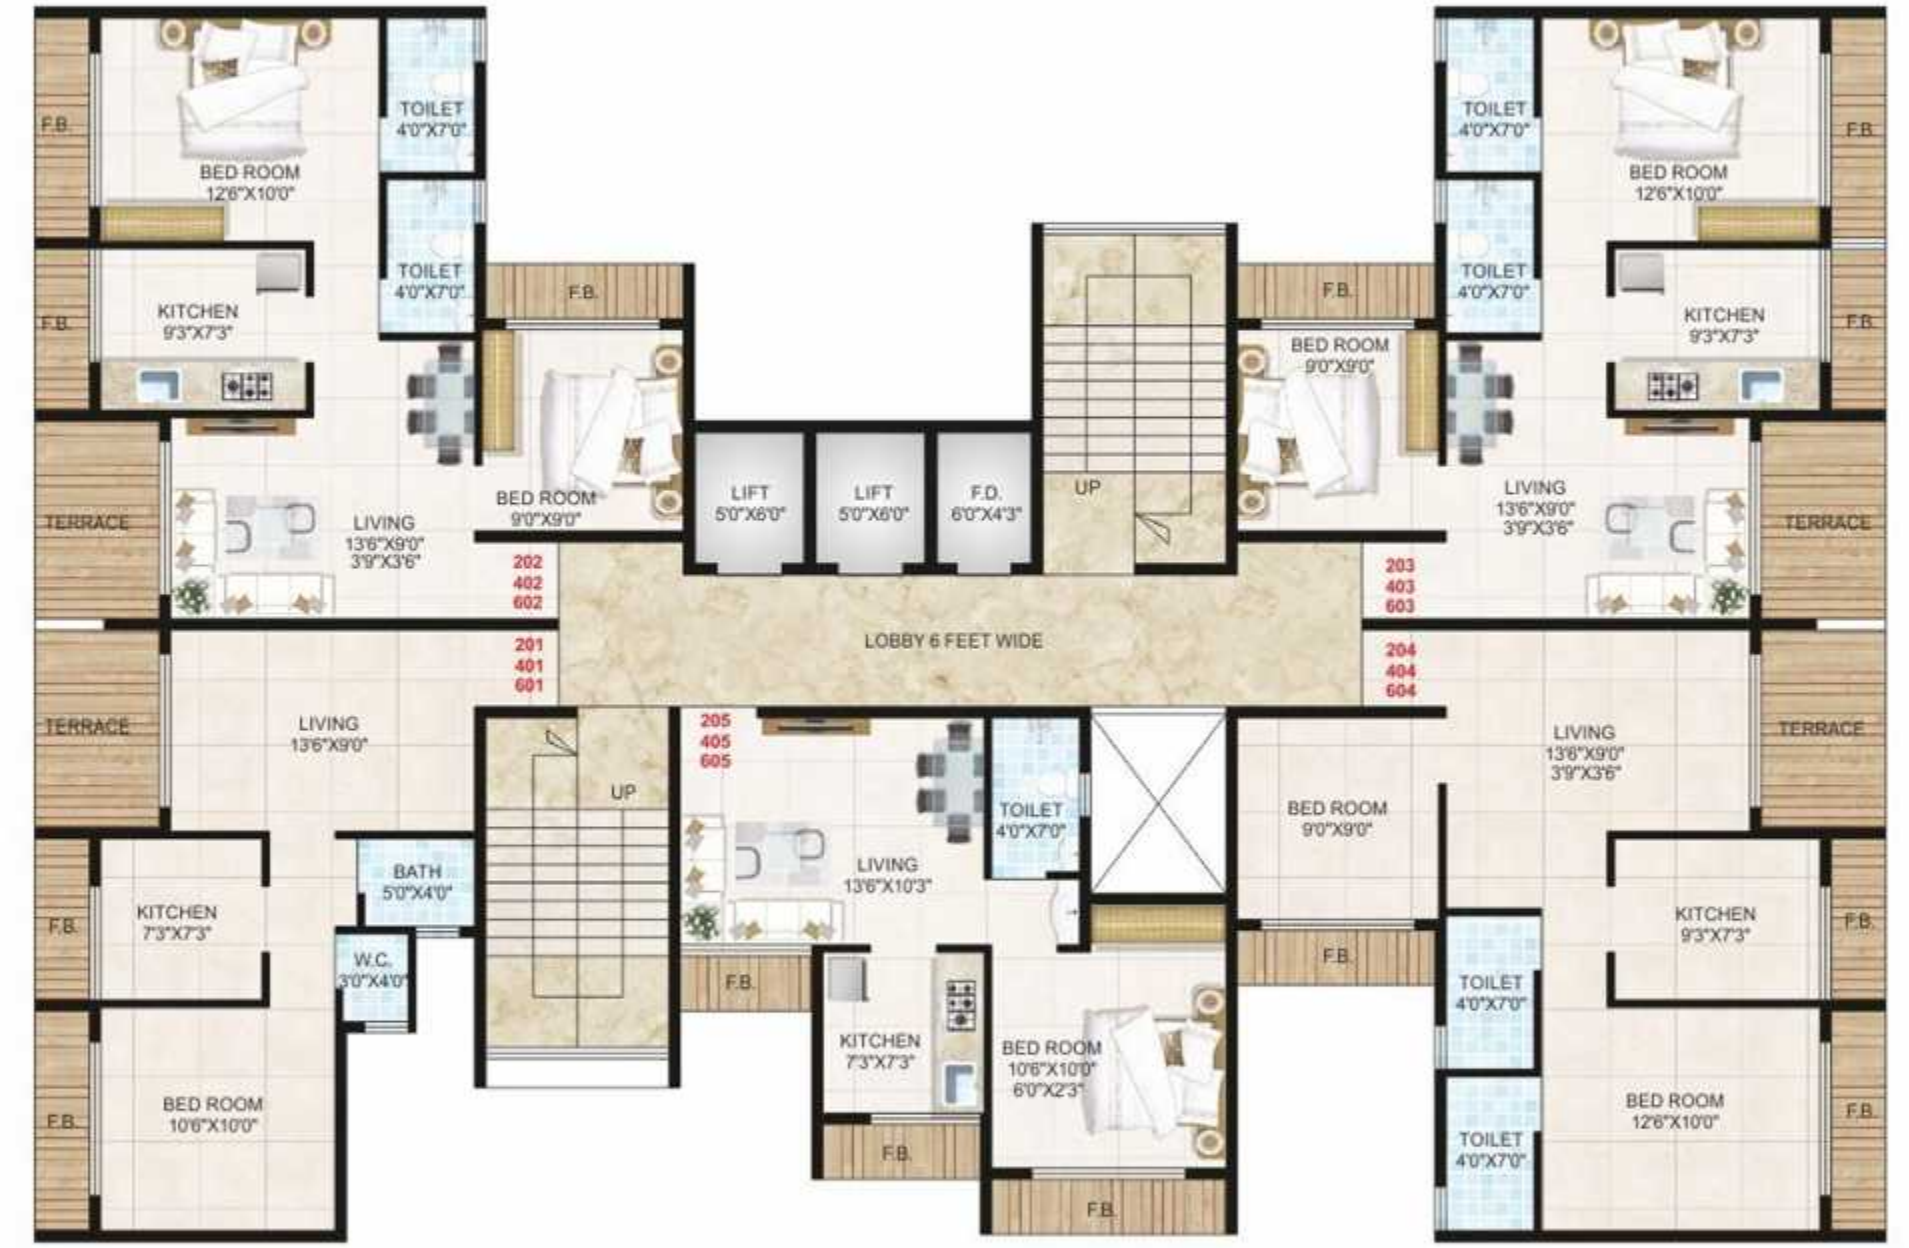 F.B.
BED ROOM
12'6"X10'0"
TOILET
4'0"X7'0"
TOILET
4'0"X7'0"
F.B.
KITCHEN
9'3"X7'3"
F.B.
BED ROOM
9'0"X9'0"
TERRACE
LIVING
13'6"X9'0"
3'9"X3'6"
202
402
602
LIFT
5'0"X6'0"
LIFT
5'0"X6'0"
F.D.
6'0"X4'3"
UP
TOILET
4'0"X7'0"
BED ROOM
12'6"X10'0"
F.B.
TOILET
4'0"X7'0"
F.B.
BED ROOM
9'0"X9'0"
KITCHEN
9'3"X7'3"
F.B.
LIVING
13'6"X9'0"
3'9"X3'6"
TERRACE
203
403
603
LOBBY 6 FEET WIDE
201
401
601
TERRACE
LIVING
13'6"X9'0"
UP
F.B.
KITCHEN
7'3"X7'3"
BATH
5'0"X4'0"
W.C.
3'0"X4'0"
F.B.
BED ROOM
10'6"X10'0"
205
405
605
TOILET
4'0"X7'0"
LIVING
13'6"X10'3"
F.B.
KITCHEN
7'3"X7'3"
BED ROOM
10'6"X10'0"
6'0"X2'3"
F.B.
F.B.
204
404
604
LIVING
13'6"X9'0"
3'9"X3'6"
TERRACE
BED ROOM
9'0"X9'0"
F.B.
KITCHEN
9'3"X7'3"
F.B.
TOILET
4'0"X7'0"
BED ROOM
12'6"X10'0"
F.B.
TOILET
4'0"X7'0"